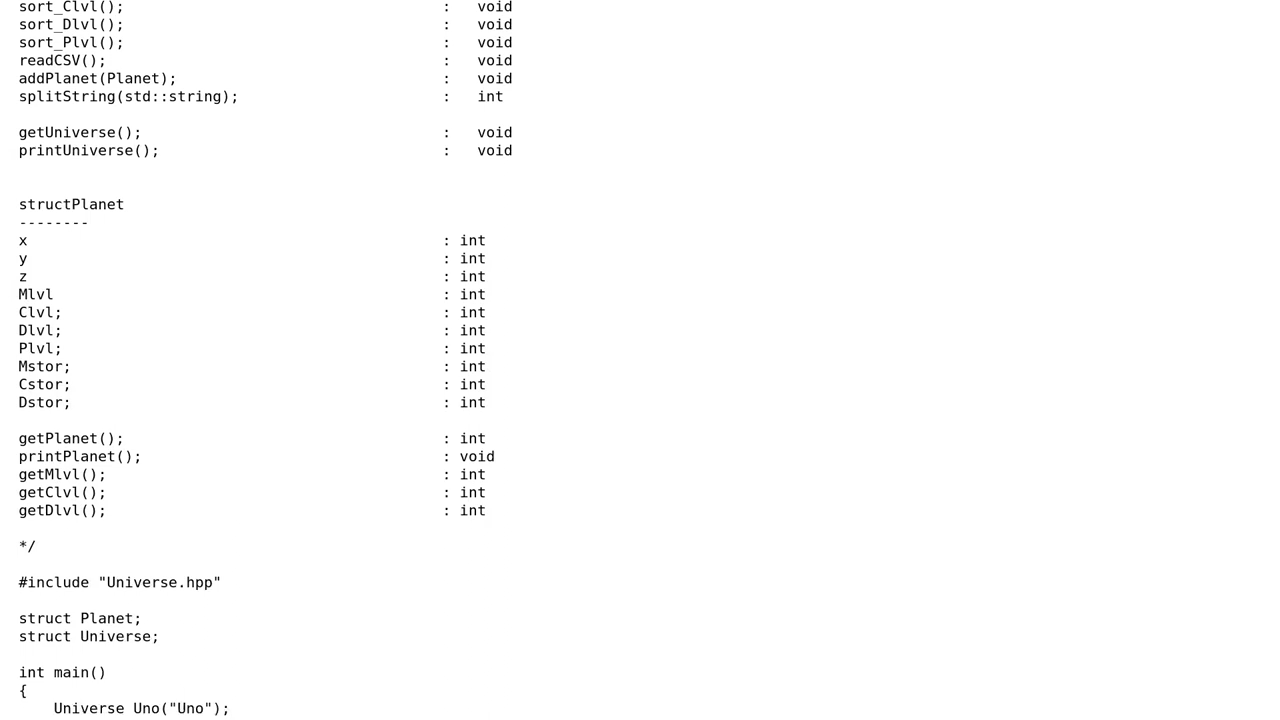 sort_Clvl(); : void
sort_Dlvl(); : void
sort_Plvl(); : void
readCSV(); : void
addPlanet(Planet); : void
splitString(std::string); : int
getUniverse(); : void
printUniverse(); : void
structPlanet
--------
x : int
y : int
z : int
Mlvl : int
Clvl; : int
Dlvl; : int
Plvl; : int
Mstor; : int
Cstor; : int
Dstor; : int
getPlanet(); : int
printPlanet(); : void
getMlvl(); : int
getClvl(); : int
getDlvl(); : int
*/
#include "Universe.hpp"
struct Planet;
struct Universe;
int main()
{
Universe Uno("Uno");